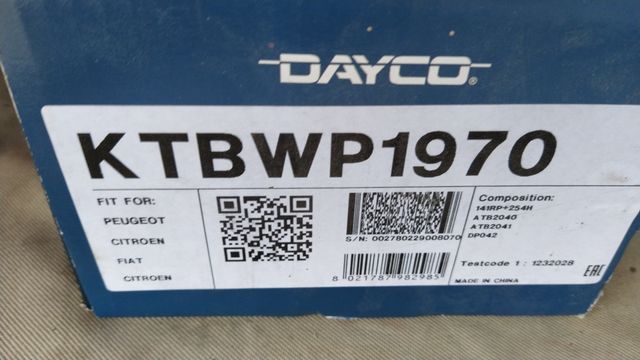 DAYCO®
KTBWP1970
FIT FOR:
PEUGEOT
CITROEN
FIAT
CITROEN
S/N: 002780229008070
8 021787 982985
Composition:
141RP+254H
ATB2040
ATB2041
DP042
Testcode 1 : 1232028
MADE IN CHINA
EAC